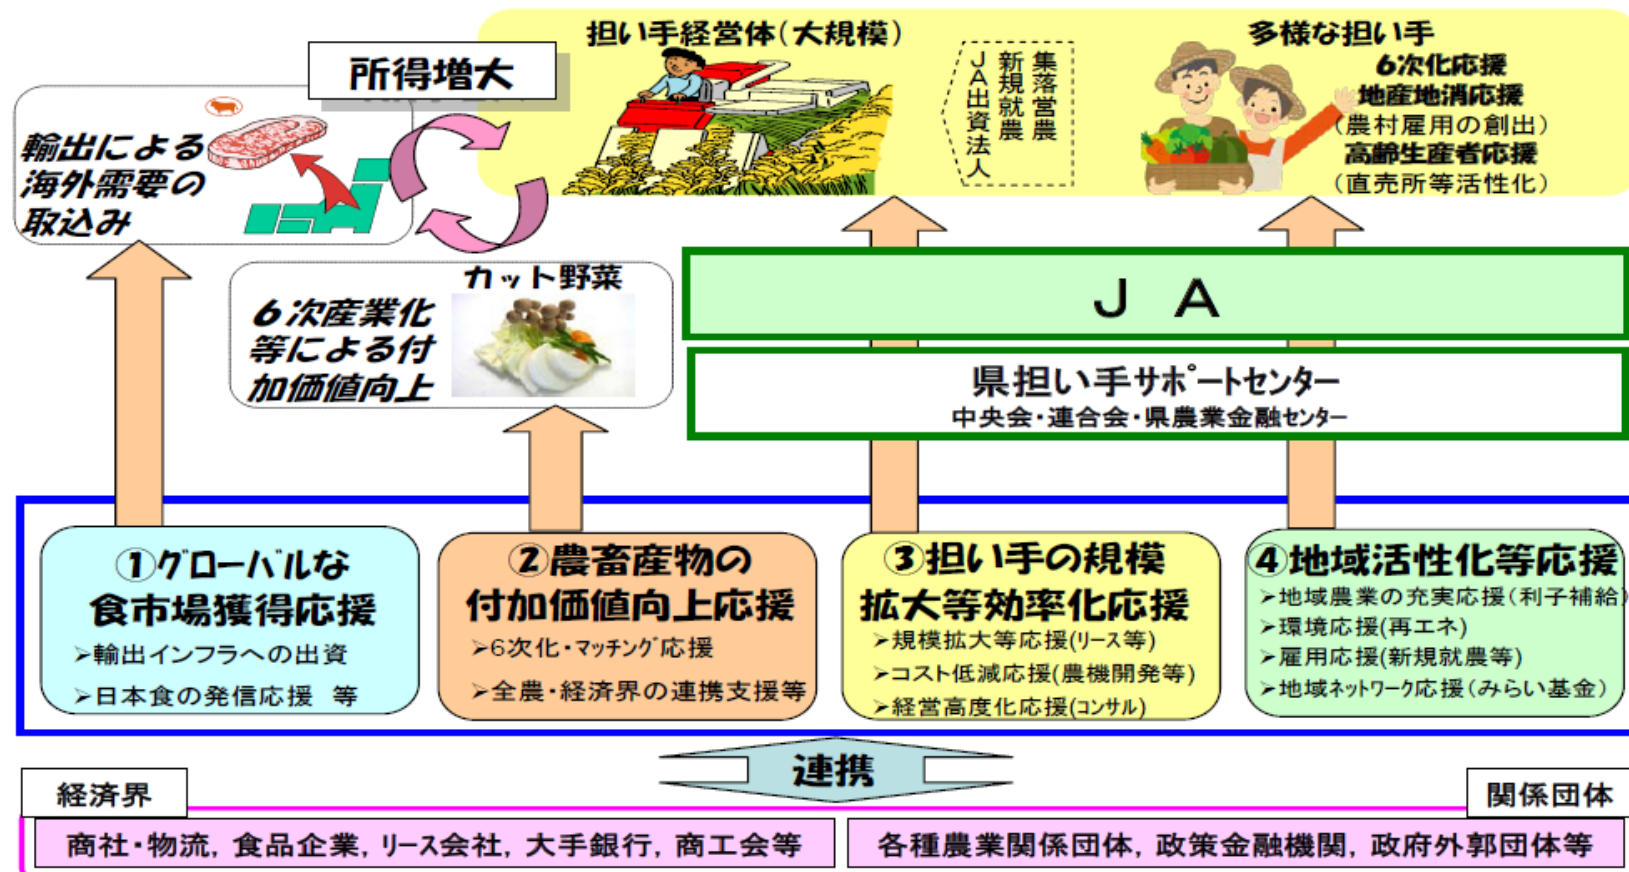 所得増大
担い手経営体(大規模)
集落営農
新規就農
JA出資法人
多様な担い手
6次化応援
地産地消応援
(農村雇用の創出)
高齢生産者応援
(直売所等活性化)
輸出による
海外需要の
取込み
カット野菜
6次産業化
等による付
加価値向上
JA
県担い手サポートセンター
中央会・連合会・県農業金融センター
①グローバルな
食市場獲得応援
➢輸出インフラへの出資
➢日本食の発信応援 等
②農畜産物の
付加価値向上応援
➢6次化・マッチング応援
➢全農・経済界の連携支援等
③担い手の規模
拡大等効率化応援
➢規模拡大等応援(リース等)
➢コスト低減応援(農機開発等)
➢経営高度化応援(コンサル)
④地域活性化等応援
➢地域農業の充実応援(利子補給)
➢環境応援(再エネ)
➢雇用応援(新規就農等)
➢地域ネットワーク応援(みらい基金)
連携
経済界
関係団体
商社・物流, 食品企業, リース会社, 大手銀行, 商工会等
各種農業関係団体, 政策金融機関, 政府外郭団体等